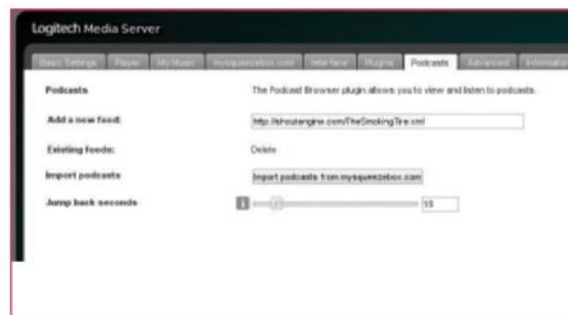 Logitech Media Server
Basic Settings Player My Music mysqueezebox.com Interface Plugins Podcasts Advanced Information
Podcasts The Podcast Browser plugin allows you to view and listen to podcasts.
Add a new feed: http://shoutengine.com/TheSmokingTire.xml
Existing feeds: Delete
Import podcasts Import podcasts from mysqueezebox.com
Jump back seconds 15